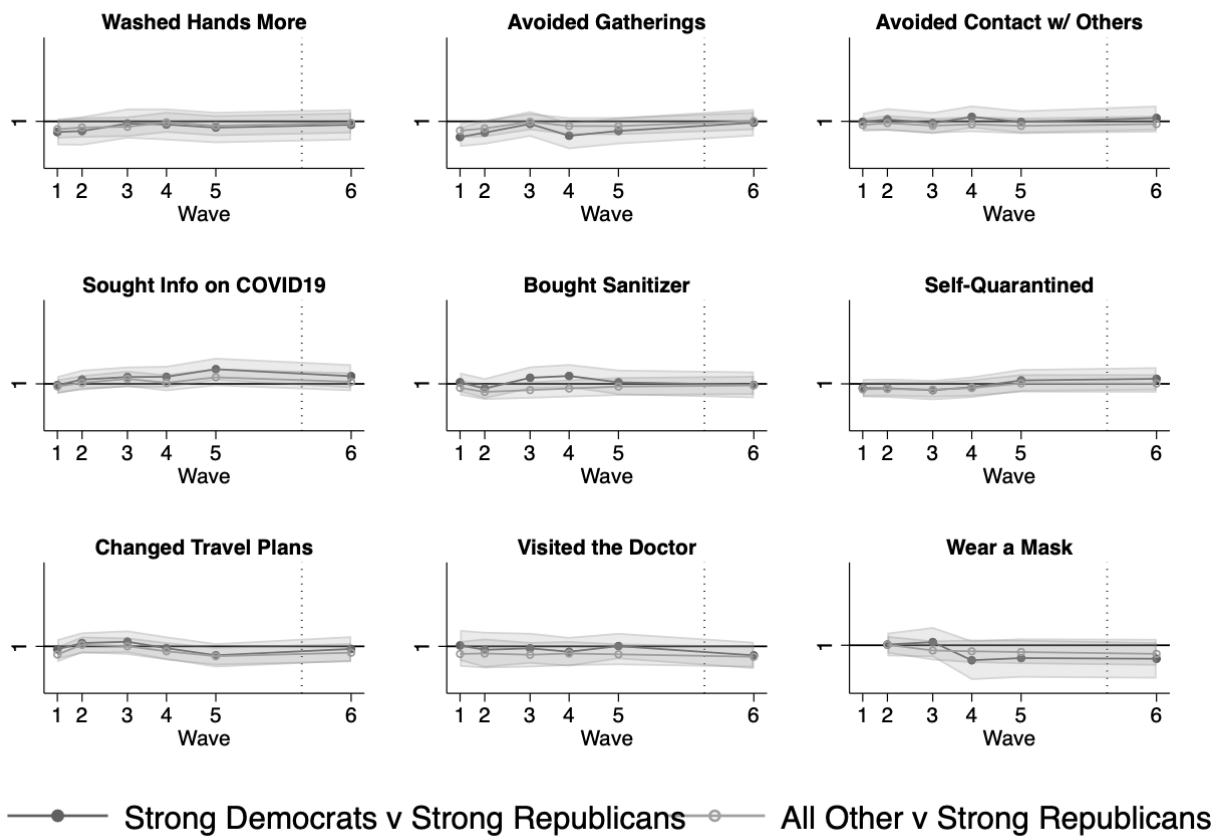 Washed Hands More
Avoided Gatherings
Avoided Contact w/ Others
1
1
1
1 2 3 4 5 6
1 2 3 4 5 6
1 2 3 4 5 6
Wave
Wave
Wave
Sought Info on COVID19
Bought Sanitizer
Self-Quarantined
1
1
1
1 2 3 4 5 6
1 2 3 4 5 6
1 2 3 4 5 6
Wave
Wave
Wave
Changed Travel Plans
Visited the Doctor
Wear a Mask
1
1
1
1 2 3 4 5 6
1 2 3 4 5 6
1 2 3 4 5 6
Wave
Wave
Wave
Strong Democrats v Strong Republicans
All Other v Strong Republicans